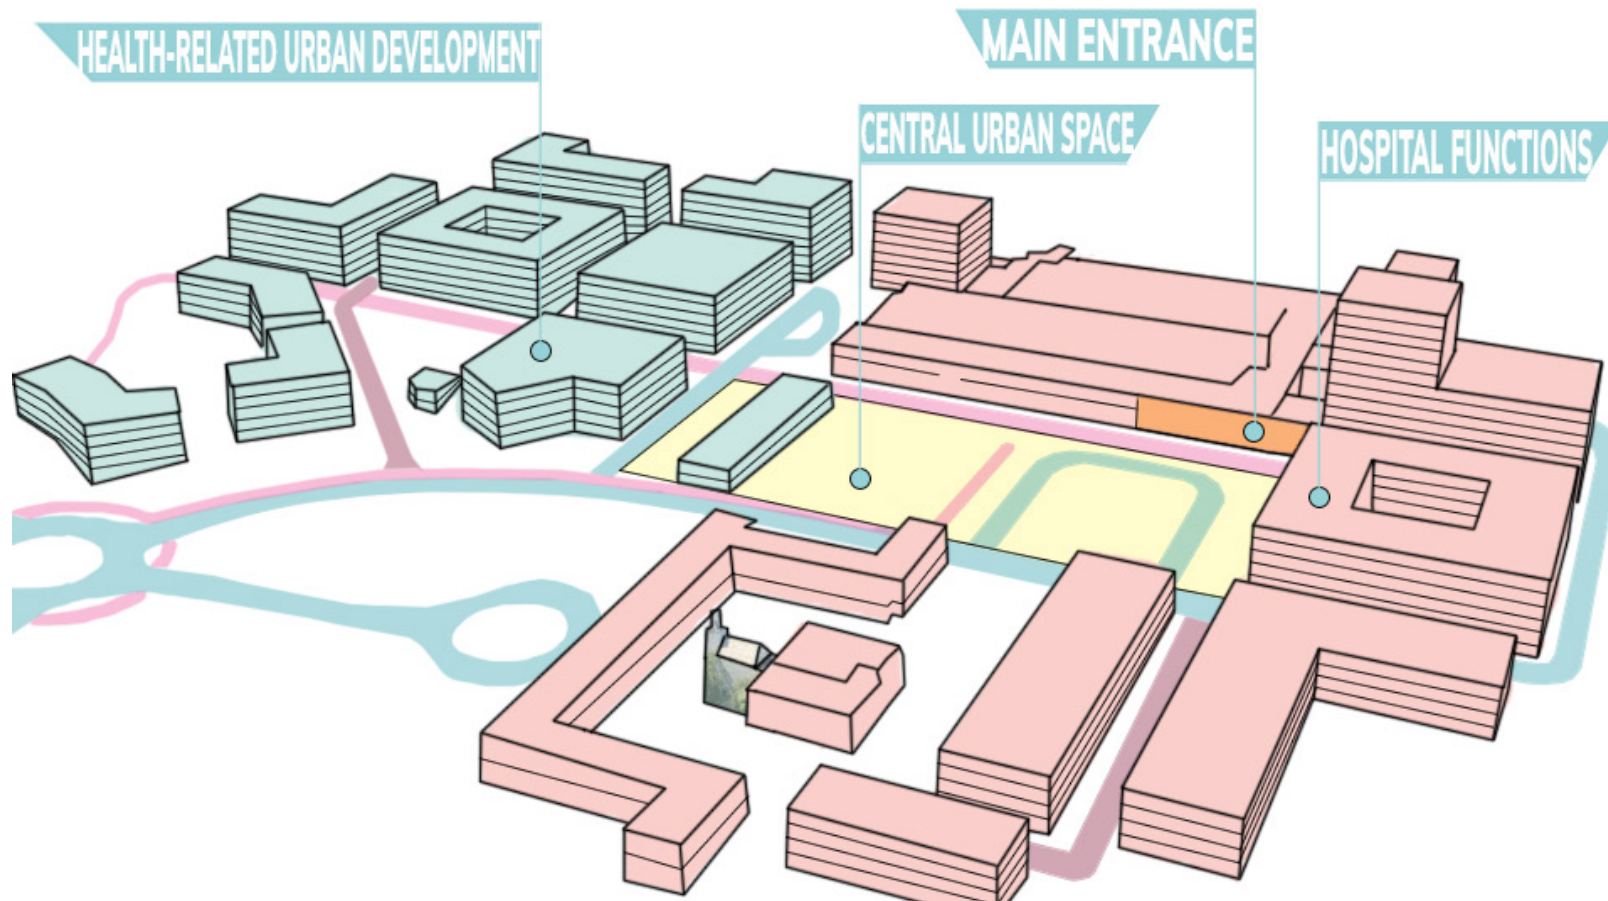 HEALTH-RELATED URBAN DEVELOPMENT
MAIN ENTRANCE
CENTRAL URBAN SPACE
HOSPITAL FUNCTIONS